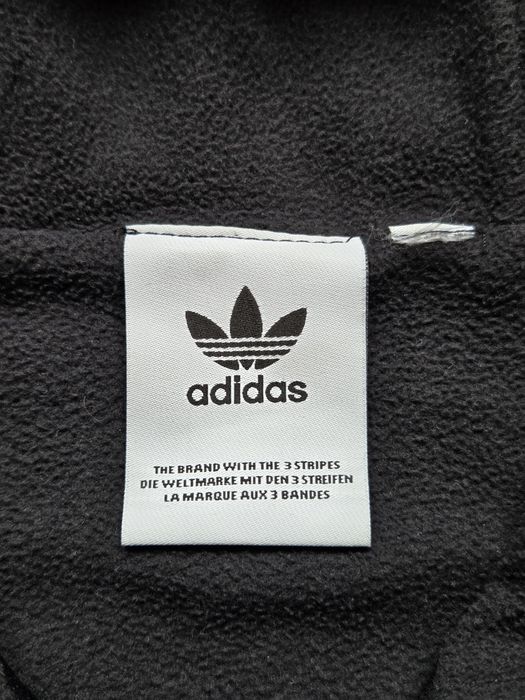 adidas
THE BRAND WITH THE 3 STRIPES
DIE WELTMARKE MIT DEN 3 STREIFEN
LA MARQUE AUX 3 BANDES